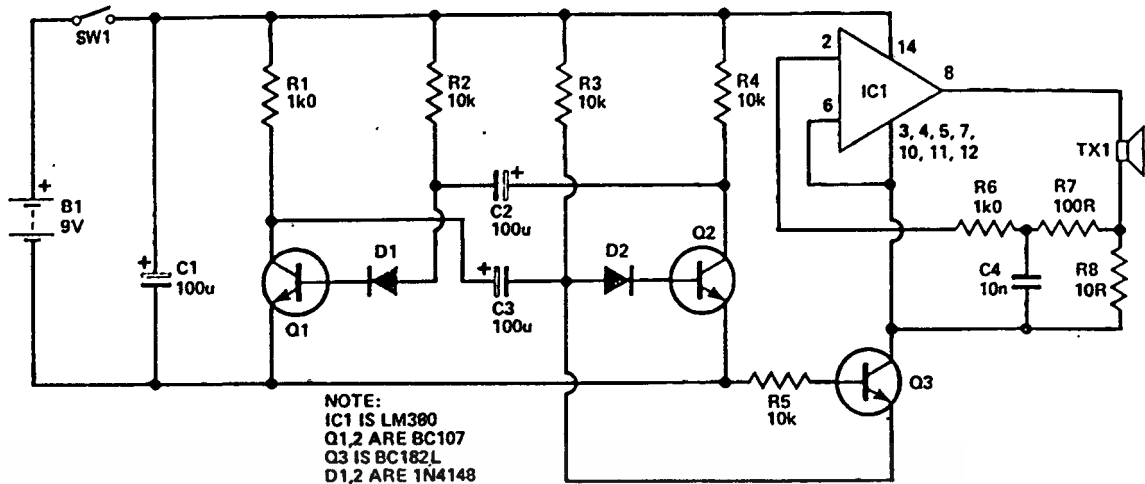 SW1
B1
9V
+
+
C1
100u
R1
1k0
R2
10k
R3
10k
R4
10k
+
C2
100u
+
C3
100u
D1
D2
Q1
Q2
2
6
14
8
IC1
3, 4, 5, 7,
10, 11, 12
TX1
R6
1k0
R7
100R
C4
10n
R8
10R
R5
10k
Q3
NOTE:
IC1 IS LM380
Q1,2 ARE BC107
Q3 IS BC182L
D1,2 ARE 1N4148